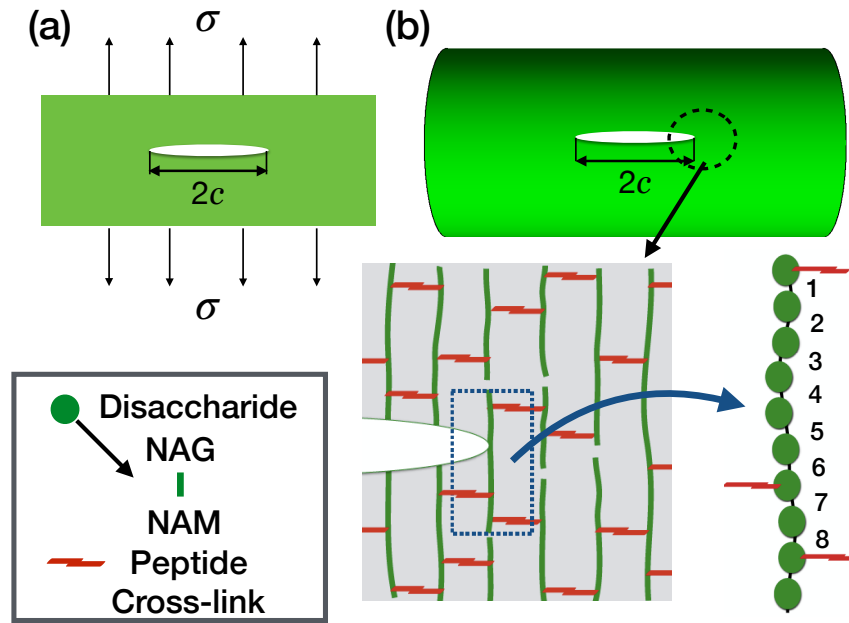 (a)
σ
2c
σ
(b)
2c
Disaccharide
NAG
NAM
Peptide
Cross-link
1
2
3
4
5
6
7
8